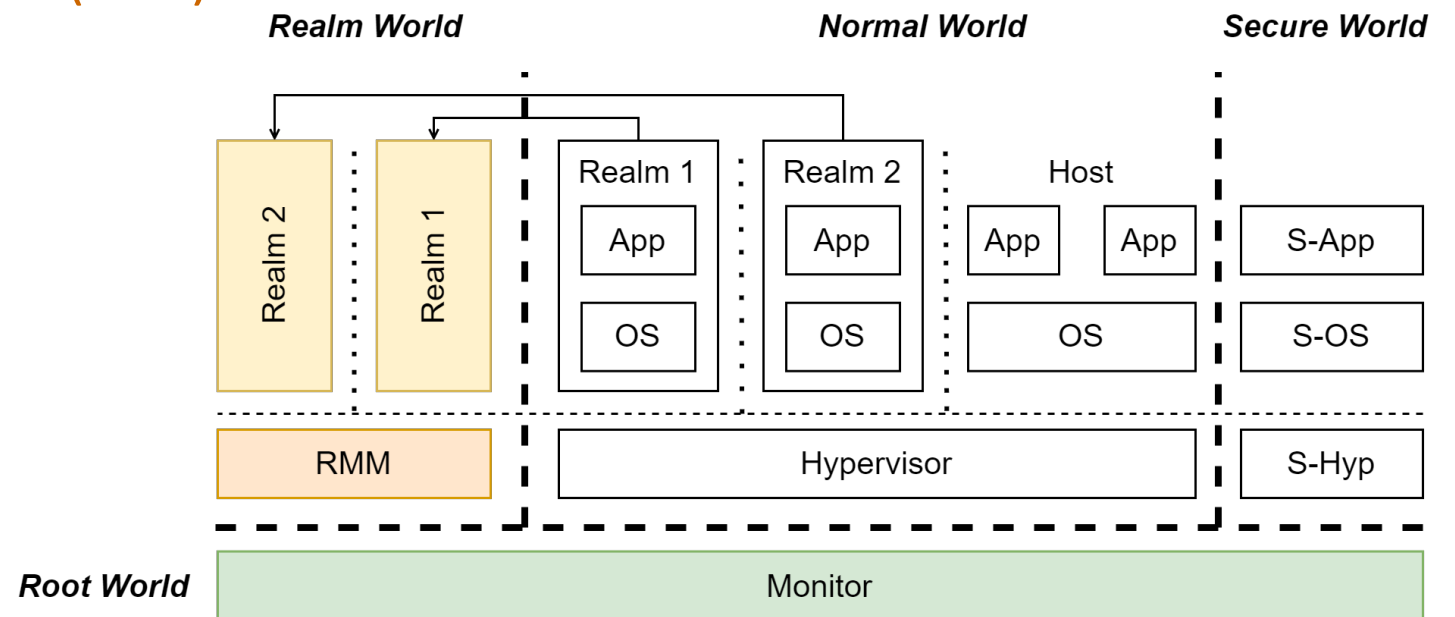 Realm World
Normal World
Secure World
Realm 2
Realm 1
Realm 1
App
OS
Realm 2
App
OS
Host
App
App
OS
S-App
S-OS
RMM
Hypervisor
S-Hyp
Root World
Monitor